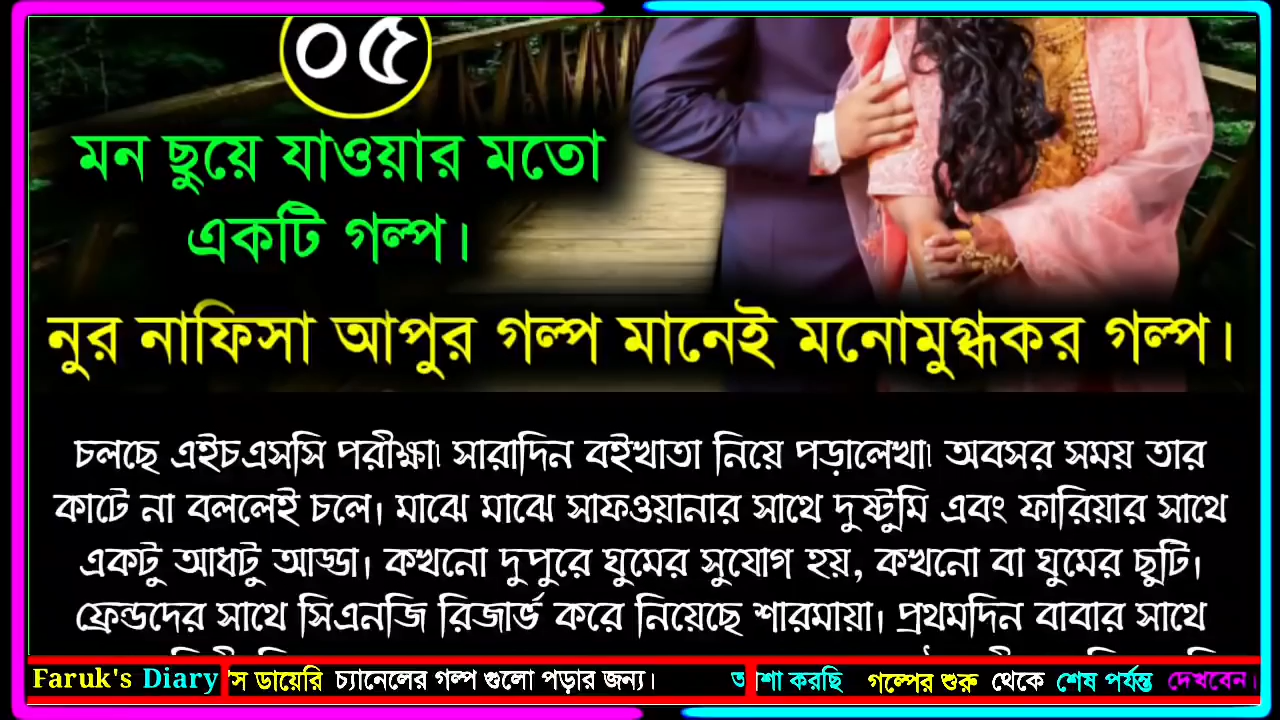 ০৫
মন ছুয়ে যাওয়ার মতো
একটি গল্প।
নুর নাফিসা আপুর গল্প মানেই মনোমুগ্ধকর গল্প।
চলছে এইচএসসি পরীক্ষা৷ সারাদিন বইখাতা নিয়ে পড়ালেখা৷ অবসর সময় তার
কাটে না বললেই চলে। মাঝে মাঝে সাফওয়ানার সাথে দুষ্টুমি এবং ফারিয়ার সাথে
একটু আধটু আড্ডা। কখনো দুপুরে ঘুমের সুযোগ হয়, কখনো বা ঘুমের ছুটি।
ফ্রেন্ডদের সাথে সিএনজি রিজার্ভ করে নিয়েছে শারমায়া। প্রথমদিন বাবার সাথে
Faruk's Diary স ডায়েরি চ্যানেলের গল্প গুলো পড়ার জন্য। আশা করছি গল্পের শুরু থেকে শেষ পর্যন্ত দেখবেন।